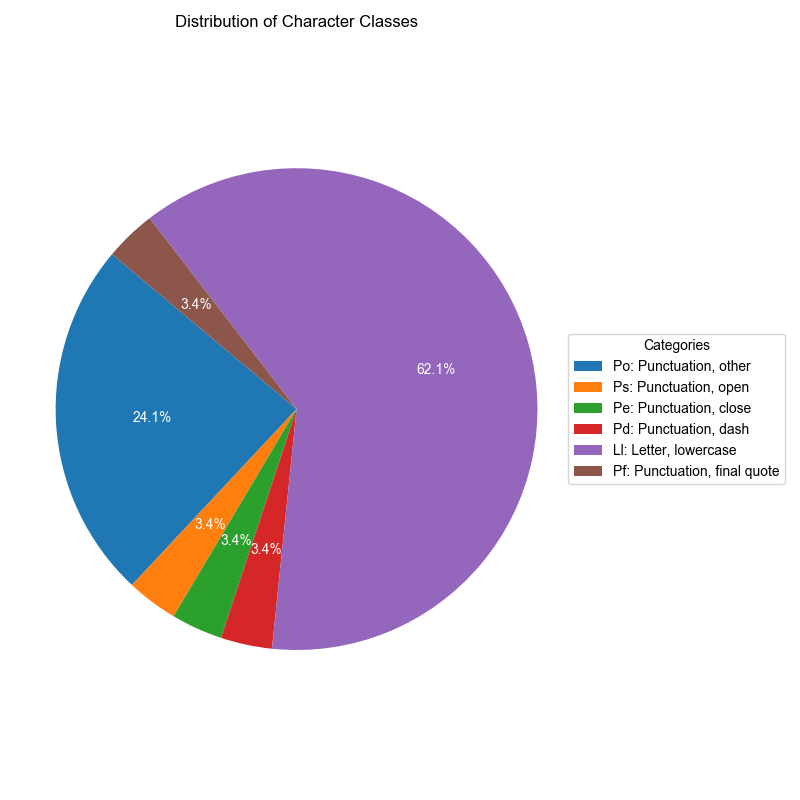 Distribution of Character Classes
3.4%
62.1%
24.1%
3.4%
3.4%
3.4%
Categories
Po: Punctuation, other
Ps: Punctuation, open
Pe: Punctuation, close
Pd: Punctuation, dash
Ll: Letter, lowercase
Pf: Punctuation, final quote